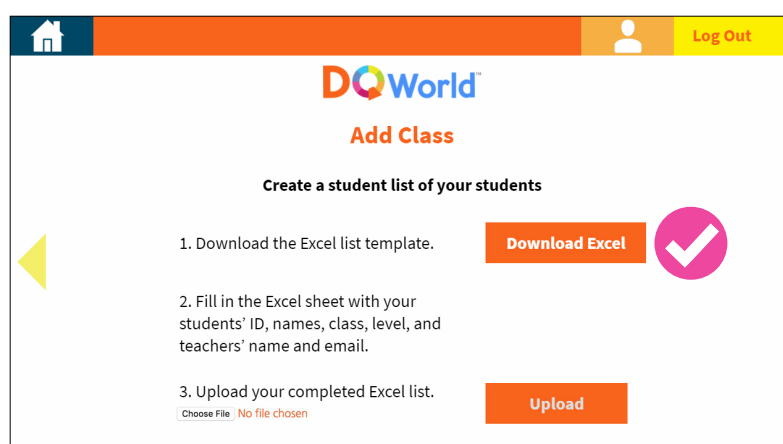 Log Out
DQWorld™
Add Class
Create a student list of your students
1. Download the Excel list template.
Download Excel
2. Fill in the Excel sheet with your
students’ ID, names, class, level, and
teachers’ name and email.
3. Upload your completed Excel list.
Choose File No file chosen
Upload